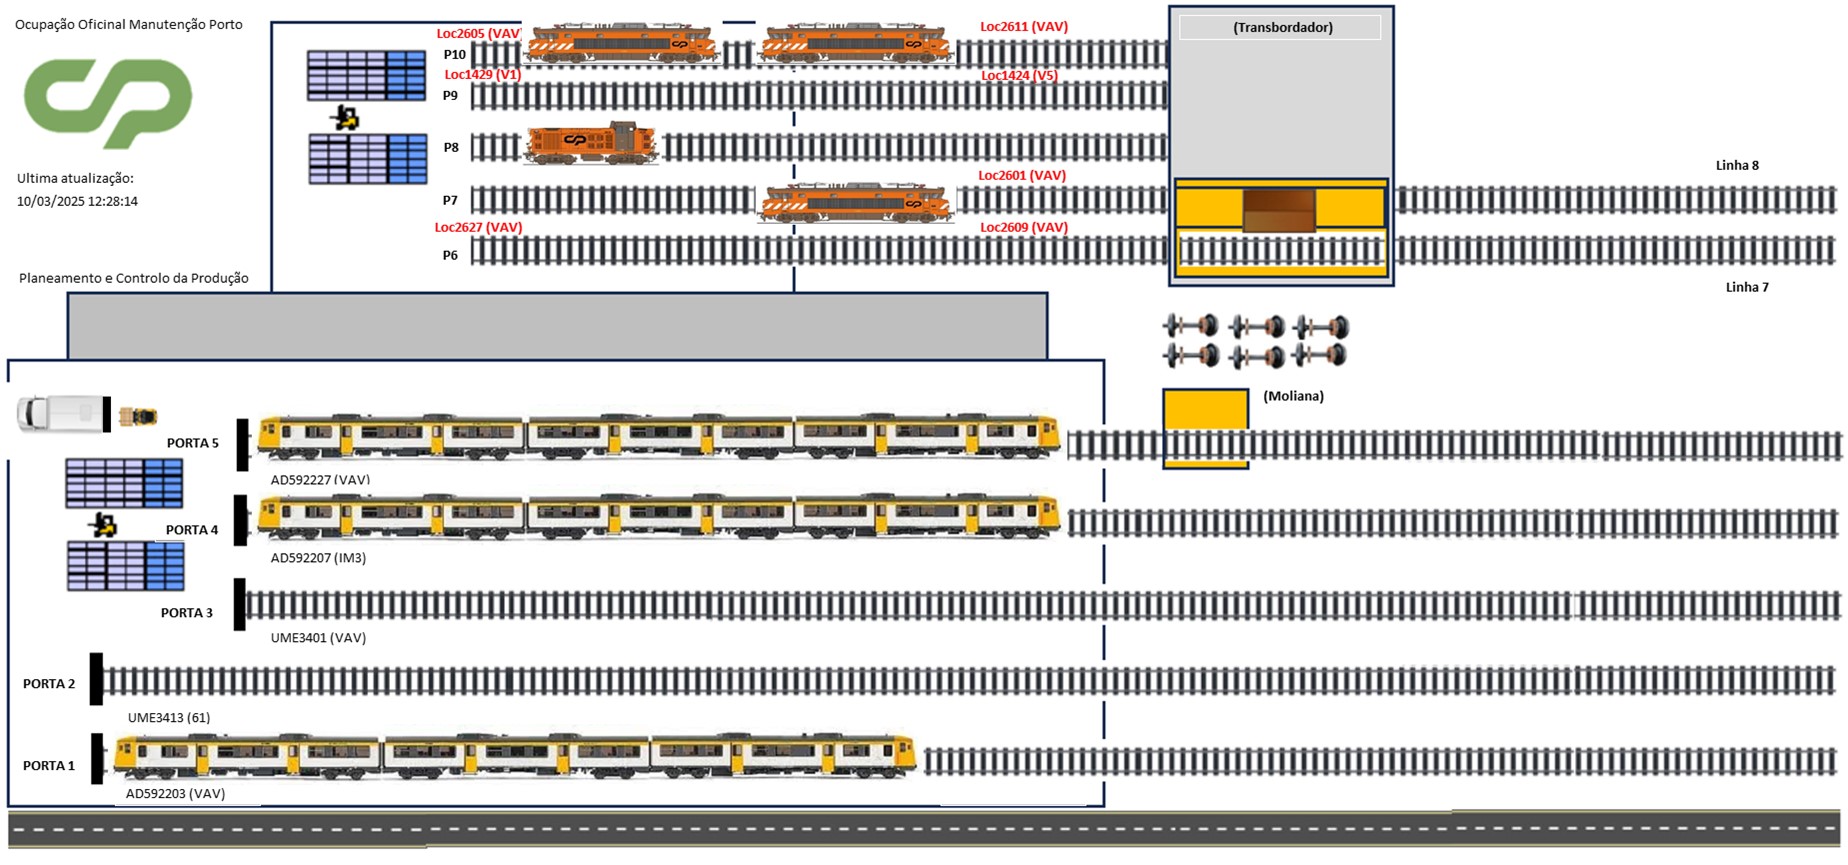 Ocupação Oficinal Manutenção Porto
Ultima atualização:
10/03/2025 12:28:14
Planeamento e Controlo da Produção
Loc2605 (VAV)
Loc2611 (VAV)
P10
Loc1429 (V1)
Loc1424 (V5)
P9
P8
Loc2601 (VAV)
P7
Loc2627 (VAV)
Loc2609 (VAV)
P6
(Transbordador)
Linha 8
Linha 7
(Moliana)
PORTA 5
AD592227 (VAV)
PORTA 4
AD592207 (IM3)
PORTA 3
UME3401 (VAV)
PORTA 2
UME3413 (61)
PORTA 1
AD592203 (VAV)